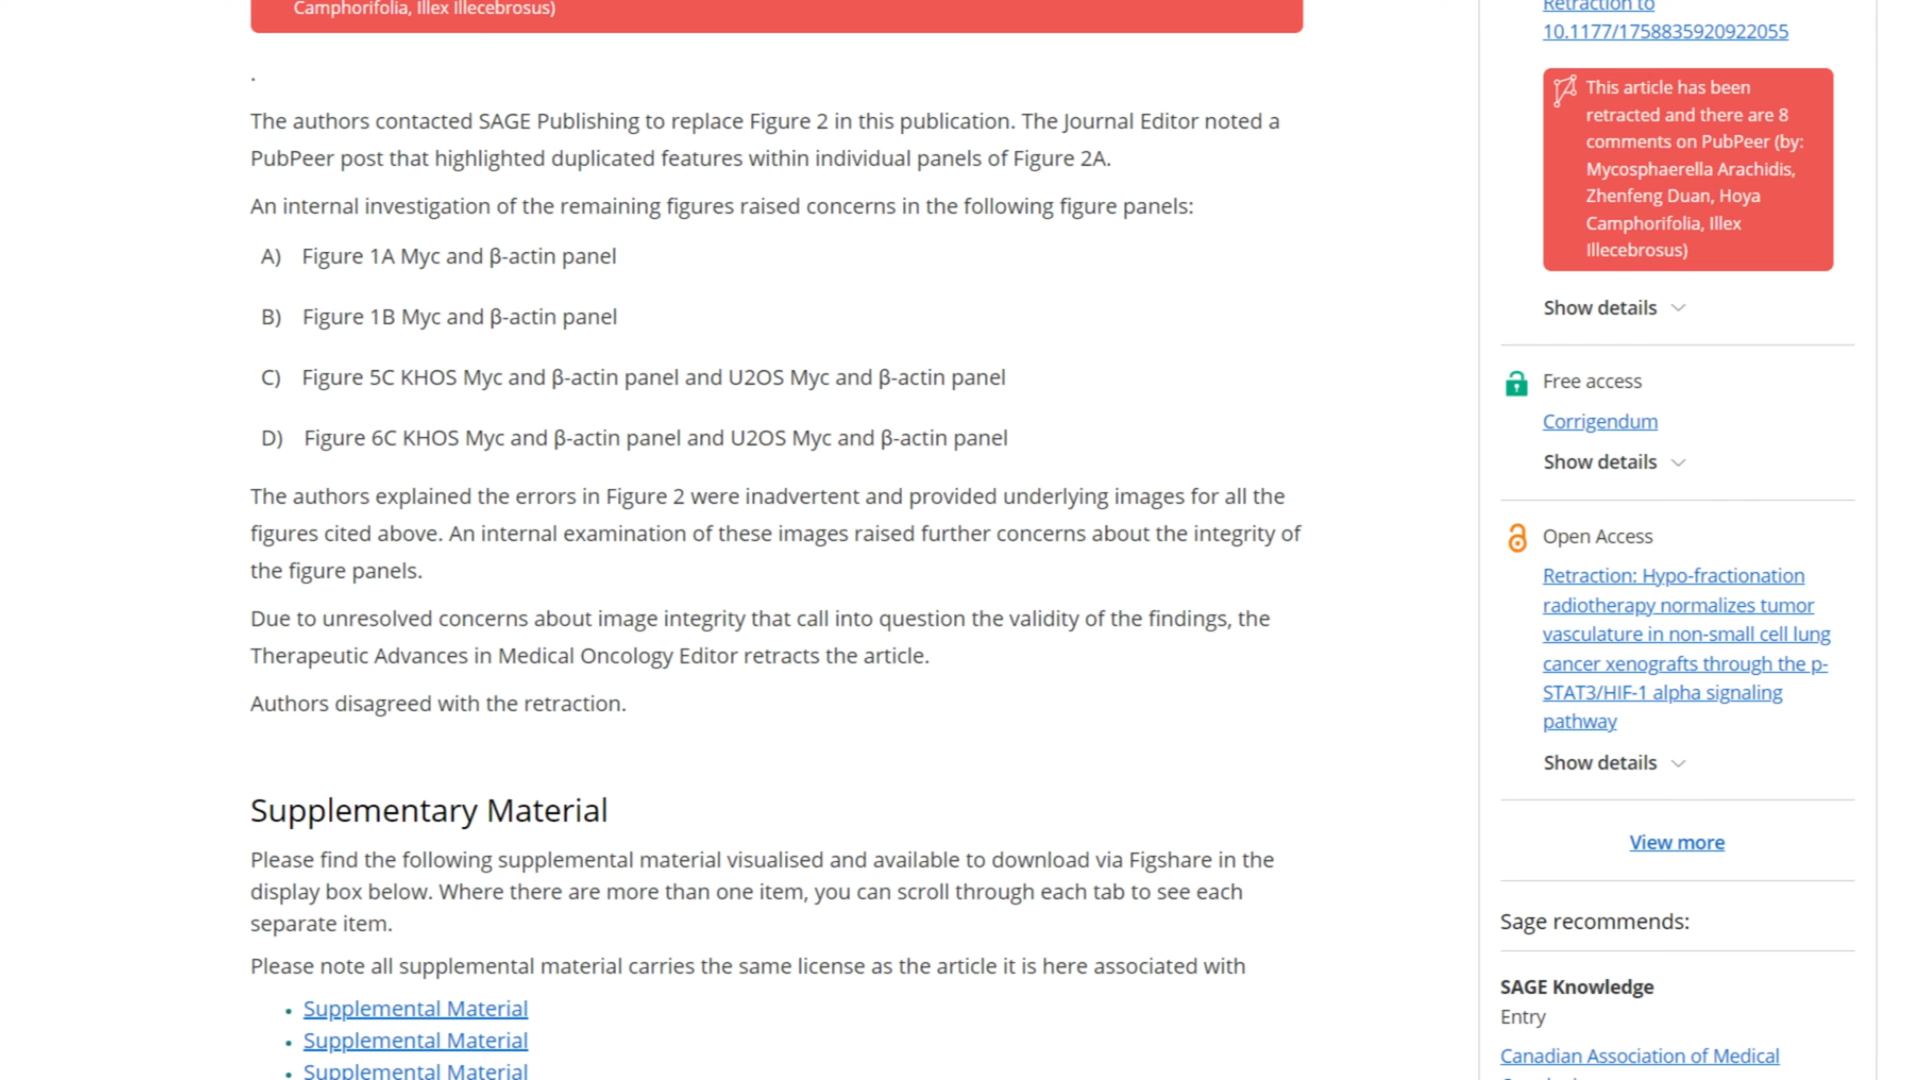 Camphorifolia, Illex Illecebrosus)
.
The authors contacted SAGE Publishing to replace Figure 2 in this publication. The Journal Editor noted a
PubPeer post that highlighted duplicated features within individual panels of Figure 2A.
An internal investigation of the remaining figures raised concerns in the following figure panels:
A) Figure 1A Myc and β-actin panel
B) Figure 1B Myc and β-actin panel
C) Figure 5C KHOS Myc and β-actin panel and U2OS Myc and β-actin panel
D) Figure 6C KHOS Myc and β-actin panel and U2OS Myc and β-actin panel
The authors explained the errors in Figure 2 were inadvertent and provided underlying images for all the
figures cited above. An internal examination of these images raised further concerns about the integrity of
the figure panels.
Due to unresolved concerns about image integrity that call into question the validity of the findings, the
Therapeutic Advances in Medical Oncology Editor retracts the article.
Authors disagreed with the retraction.
Supplementary Material
Please find the following supplemental material visualised and available to download via Figshare in the
display box below. Where there are more than one item, you can scroll through each tab to see each
separate item.
Please note all supplemental material carries the same license as the article it is here associated with
• Supplemental Material
• Supplemental Material
• Supplemental Material
Retraction to
10.1177/1758835920922055
This article has been
retracted and there are 8
comments on PubPeer (by:
Mycosphaerella Arachidis,
Zhenfeng Duan, Hoya
Camphorifolia, Illex
Illecebrosus)
Show details
Free access
Corrigendum
Show details
Open Access
Retraction: Hypo-fractionation
radiotherapy normalizes tumor
vasculature in non-small cell lung
cancer xenografts through the p-
STAT3/HIF-1 alpha signaling
pathway
Show details
View more
Sage recommends:
SAGE Knowledge
Entry
Canadian Association of Medical